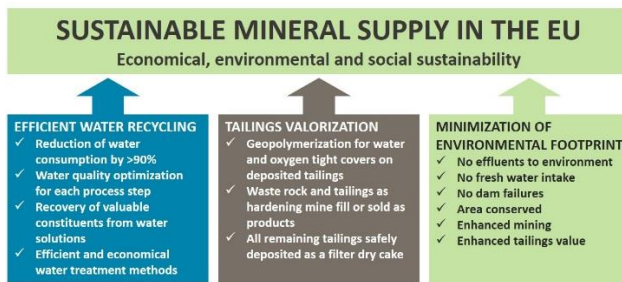 SUSTAINABLE MINERAL SUPPLY IN THE EU
Economical, environmental and social sustainability
EFFICIENT WATER RECYCLING
✓ Reduction of water
consumption by >90%
✓ Water quality optimization
for each process step
✓ Recovery of valuable
constituents from water
solutions
✓ Efficient and economical
water treatment methods
TAILINGS VALORIZATION
✓ Geopolymerization for water
and oxygen tight covers on
deposited tailings
✓ Waste rock and tailings as
hardening mine fill or sold as
products
✓ All remaining tailings safely
deposited as a filter dry cake
MINIMIZATION OF
ENVIRONMENTAL FOOTPRINT
✓ No effluents to environment
✓ No fresh water intake
✓ No dam failures
✓ Area conserved
✓ Enhanced mining
✓ Enhanced tailings value